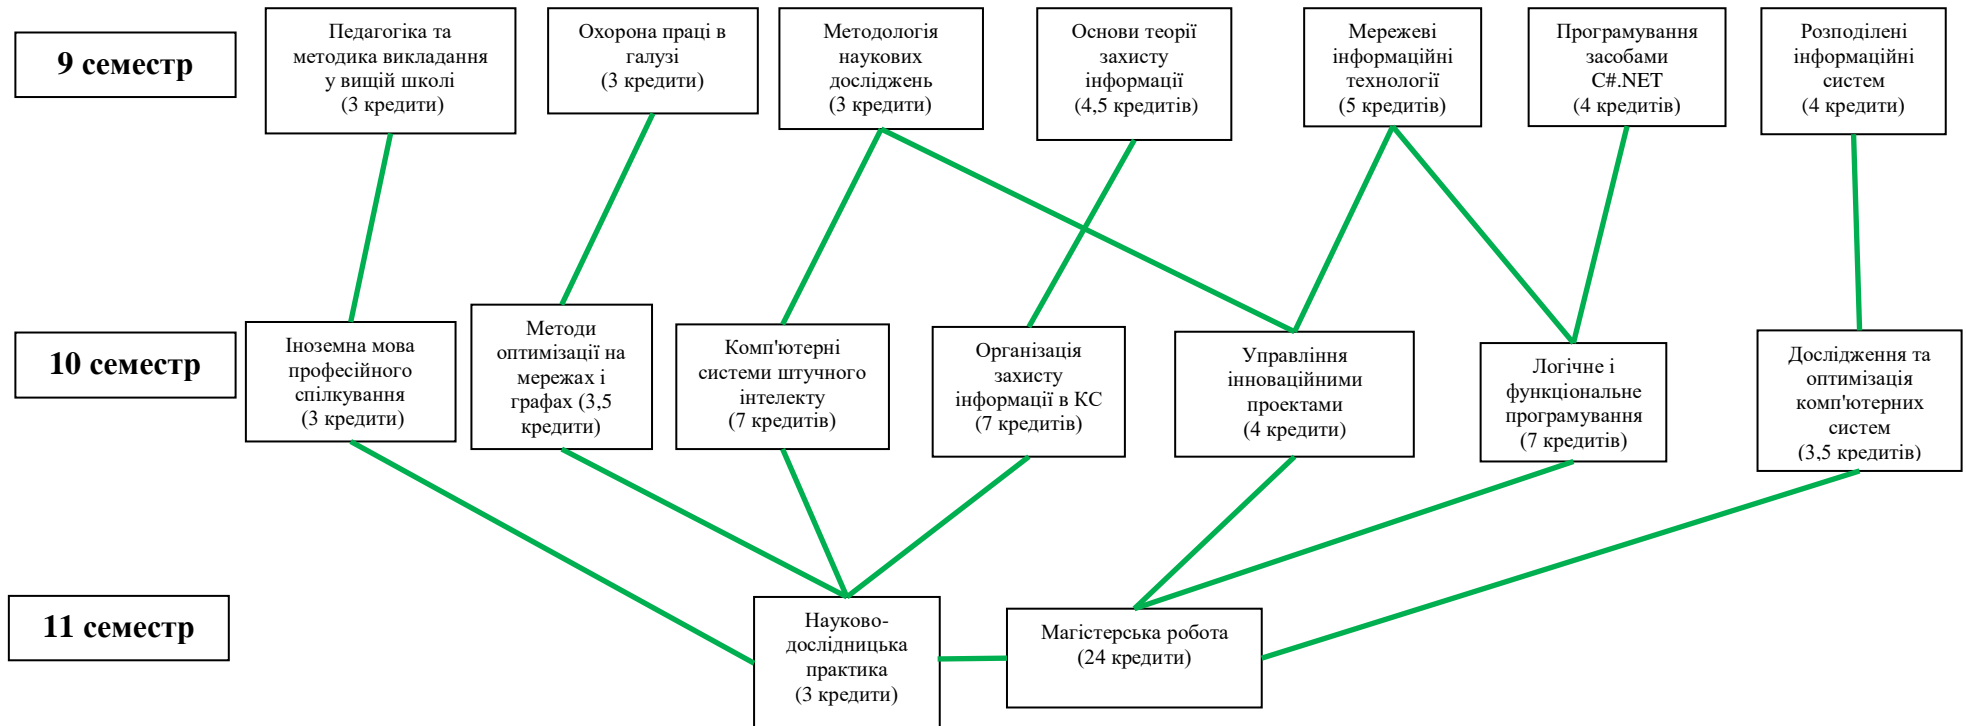 9 семестр
Педагогіка та
методика викладання
у вищій школі
(3 кредити)
Охорона праці в
галузі
(3 кредити)
Методологія
наукових
досліджень
(3 кредити)
Основи теорії
захисту
інформації
(4,5 кредитів)
Мережеві
інформаційні
технології
(5 кредитів)
Програмування
засобами
C#.NET
(4 кредитів)
Розподілені
інформаційні
систем
(4 кредити)
10 семестр
Іноземна мова
професійного
спілкування
(3 кредити)
Методи
оптимізації на
мережах і
графах (3,5
кредити)
Комп'ютерні
системи штучного
інтелекту
(7 кредитів)
Організація
захисту
інформації в КС
(7 кредитів)
Управління
інноваційними
проектами
(4 кредити)
Логічне і
функціональне
програмування
(7 кредитів)
Дослідження та
оптимізація
комп'ютерних
систем
(3,5 кредитів)
11 семестр
Науково-
дослідницька
практика
(3 кредити)
Магістерська робота
(24 кредити)